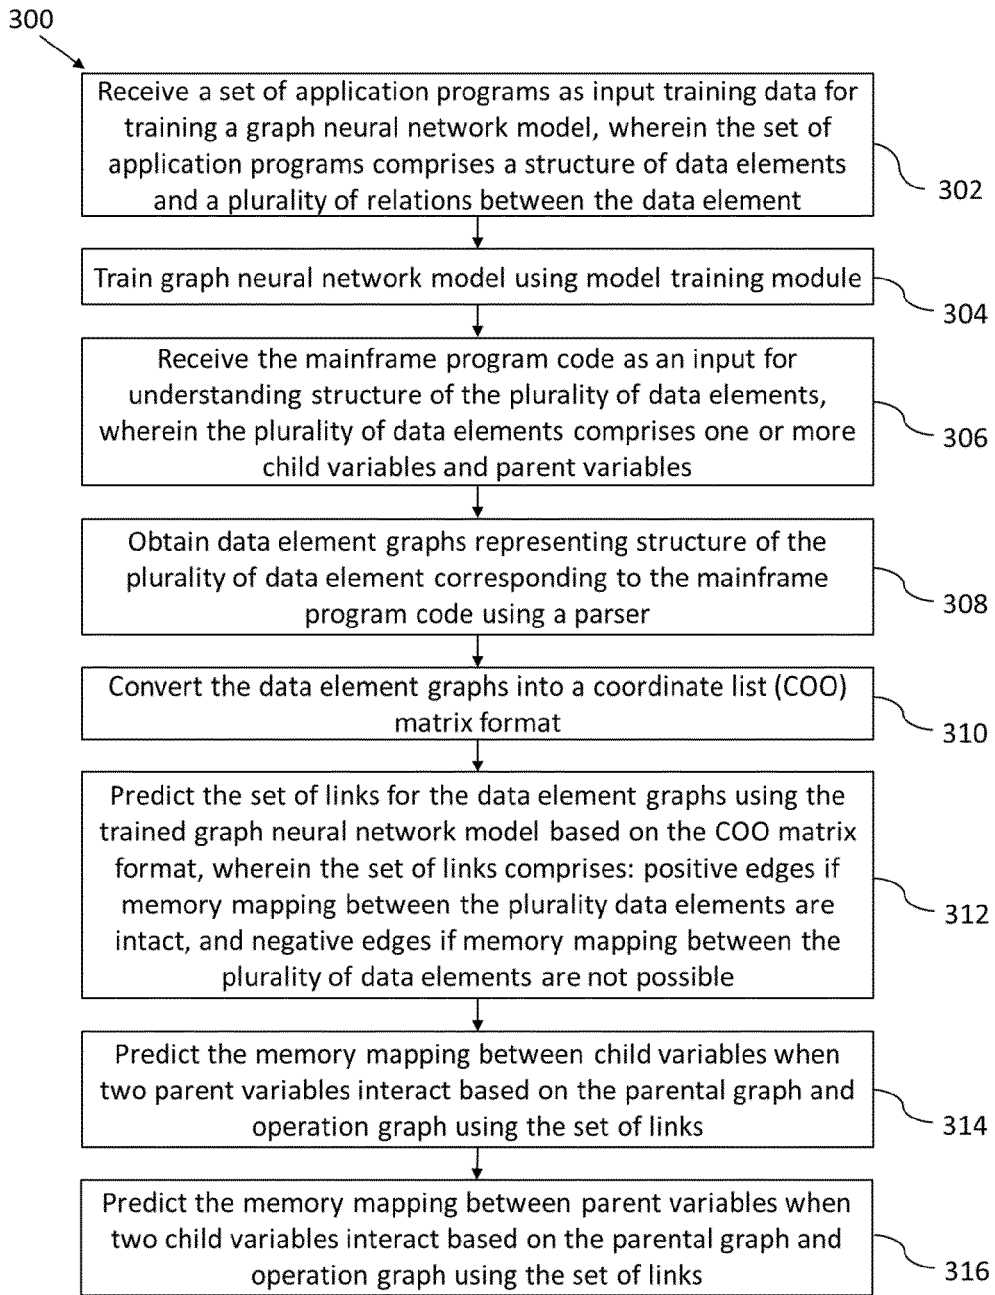 300
Receive a set of application programs as input training data for
training a graph neural network model, wherein the set of
application programs comprises a structure of data elements
and a plurality of relations between the data element
302
Train graph neural network model using model training module
304
Receive the mainframe program code as an input for
understanding structure of the plurality of data elements,
wherein the plurality of data elements comprises one or more
child variables and parent variables
306
Obtain data element graphs representing structure of the
plurality of data element corresponding to the mainframe
program code using a parser
308
Convert the data element graphs into a coordinate list (COO)
matrix format
310
Predict the set of links for the data element graphs using the
trained graph neural network model based on the COO matrix
format, wherein the set of links comprises: positive edges if
memory mapping between the plurality data elements are
intact, and negative edges if memory mapping between the
plurality of data elements are not possible
312
Predict the memory mapping between child variables when
two parent variables interact based on the parental graph and
operation graph using the set of links
314
Predict the memory mapping between parent variables when
two child variables interact based on the parental graph and
operation graph using the set of links
316